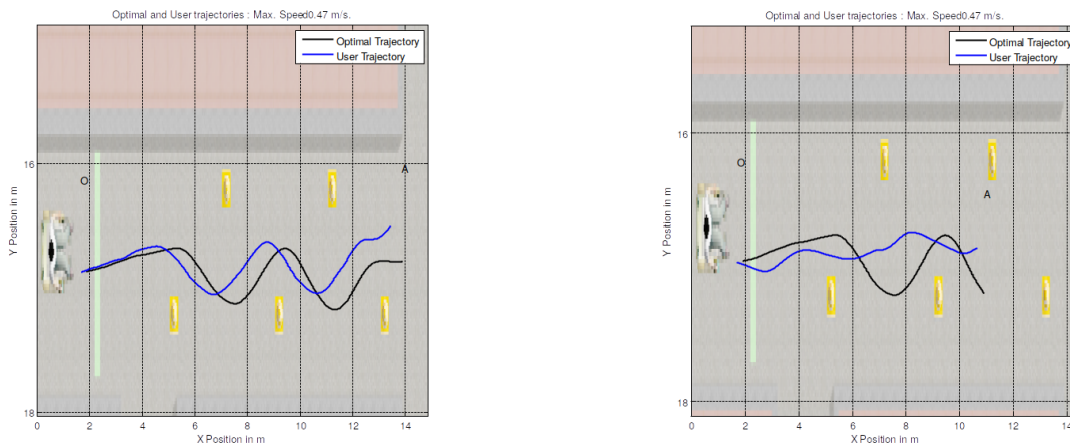 Optimal and User trajectories : Max. Speed0.47 m/s.
Optimal Trajectory
User Trajectory
O
A
Y Position in m
16
18
0 2 4 6 8 10 12 14
X Position in m
Optimal and User trajectories : Max. Speed0.47 m/s.
Optimal Trajectory
User Trajectory
16
O
A
Y Position in m
18
0 2 4 6 8 10 12 14
X Position in m